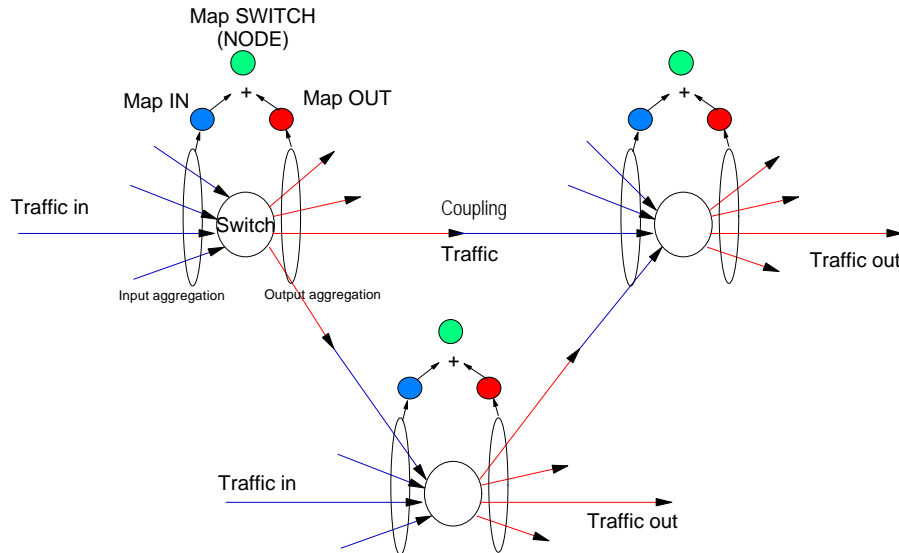 Map SWITCH
(NODE)
Map IN
Map OUT
+
+
Traffic in
Switch
Coupling
Traffic
Traffic out
Input aggregation
Output aggregation
+
Traffic in
Traffic out